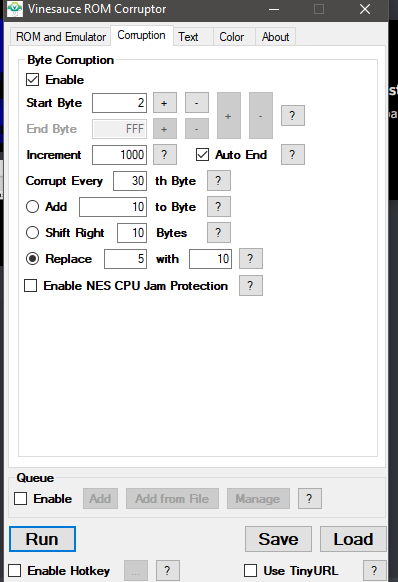 Vinesauce ROM Corruptor
ROM and Emulator Corruption Text Color About
Byte Corruption
Enable
Start Byte 2 + - + - ?
End Byte FFF + -
Increment 1000 ? Auto End ?
Corrupt Every 30 th Byte ?
Add 10 to Byte ?
Shift Right 10 Bytes ?
Replace 5 with 10 ?
Enable NES CPU Jam Protection ?
Queue
Enable Add Add from File Manage ?
Run Save Load
Enable Hotkey ... ? Use TinyURL ?